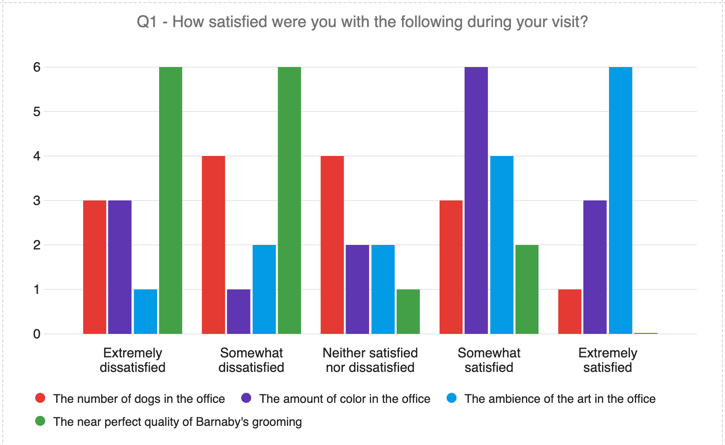 Q1 - How satisfied were you with the following during your visit?
6
5
4
3
2
1
0
Extremely
dissatisfied
Somewhat
dissatisfied
Neither satisfied
nor dissatisfied
Somewhat
satisfied
Extremely
satisfied
The number of dogs in the office
The amount of color in the office
The ambience of the art in the office
The near perfect quality of Barnaby's grooming